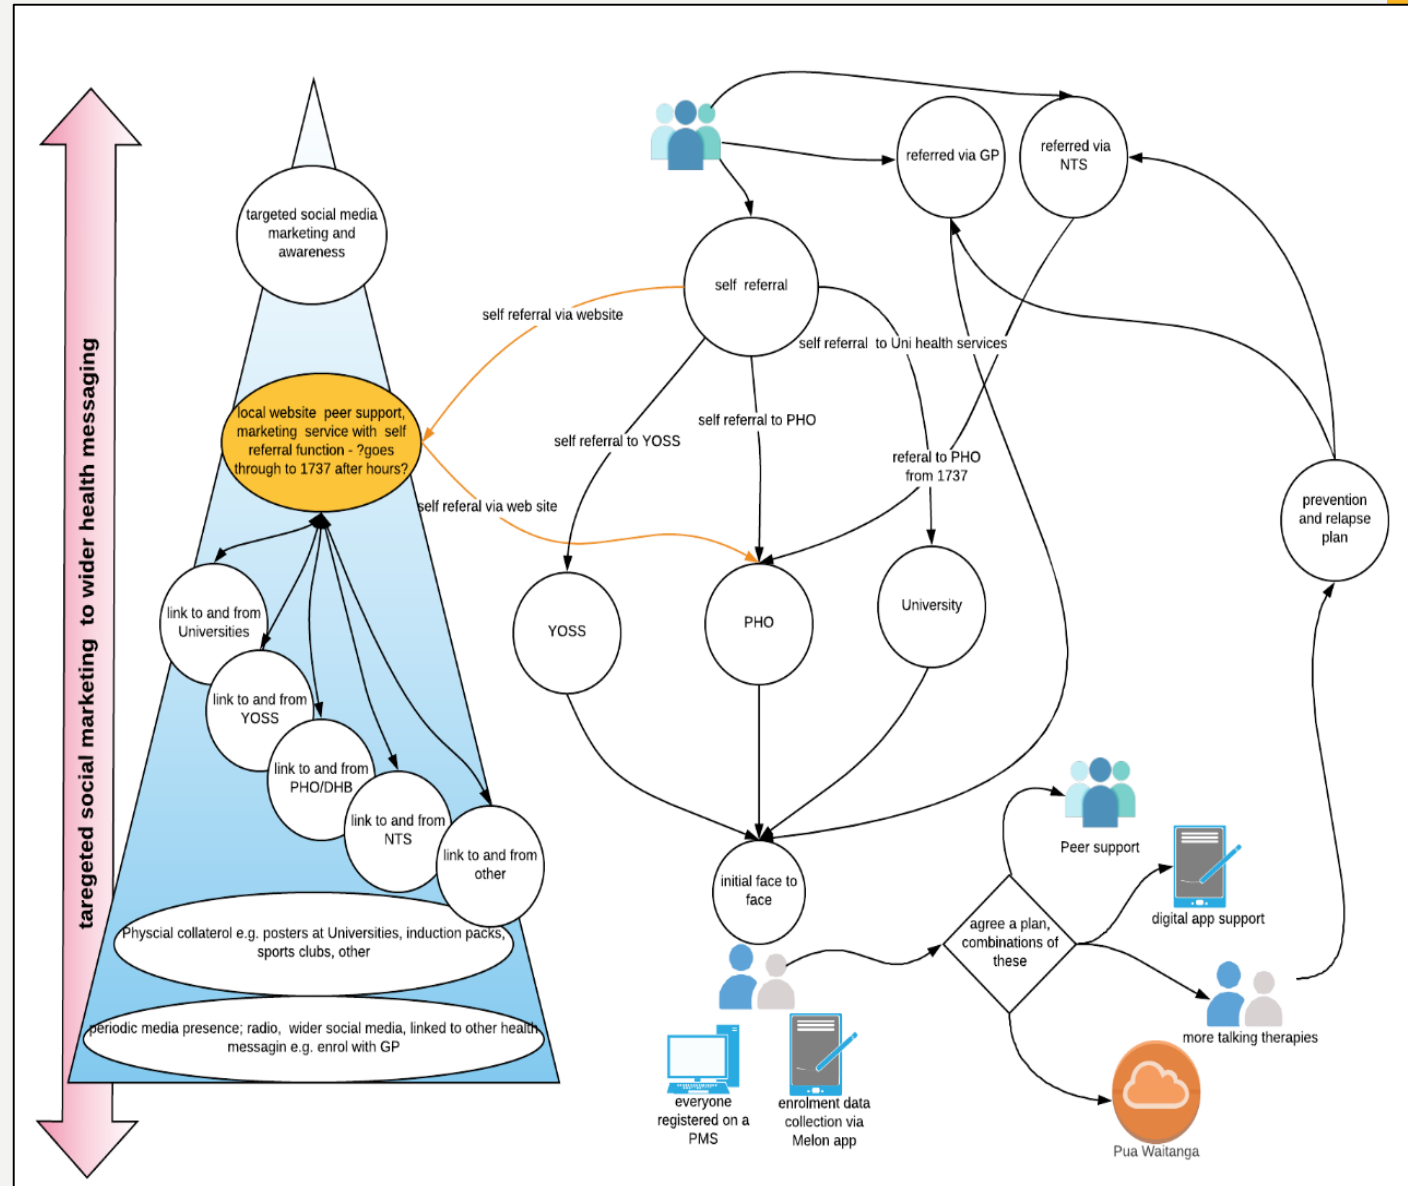 taregeted social marketing to wider health messaging
targeted social media
marketing and
awareness
local website peer support,
marketing service with self
referral function - ?goes
through to 1737 after hours?
link to and from
Universities
link to and from
YOSS
link to and from
PHO/DHB
link to and from
NTS
link to and from
other
Physcial collaterol e.g. posters at Universities, induction packs,
sports clubs, other
periodic media presence; radio, wider social media, linked to other health
messagin e.g. enrol with GP
referred via GP
referred via
NTS
self referral
self referral via website
self referral to Uni health services
self referral to PHO
self referral to YOSS
referal to PHO
from 1737
self referal via web site
prevention
and relapse
plan
YOSS
PHO
University
initial face to
face
everyone
registered on a
PMS
enrolment data
collection via
Melon app
agree a plan,
combinations of
these
Peer support
digital app support
more talking therapies
Pua Waitanga